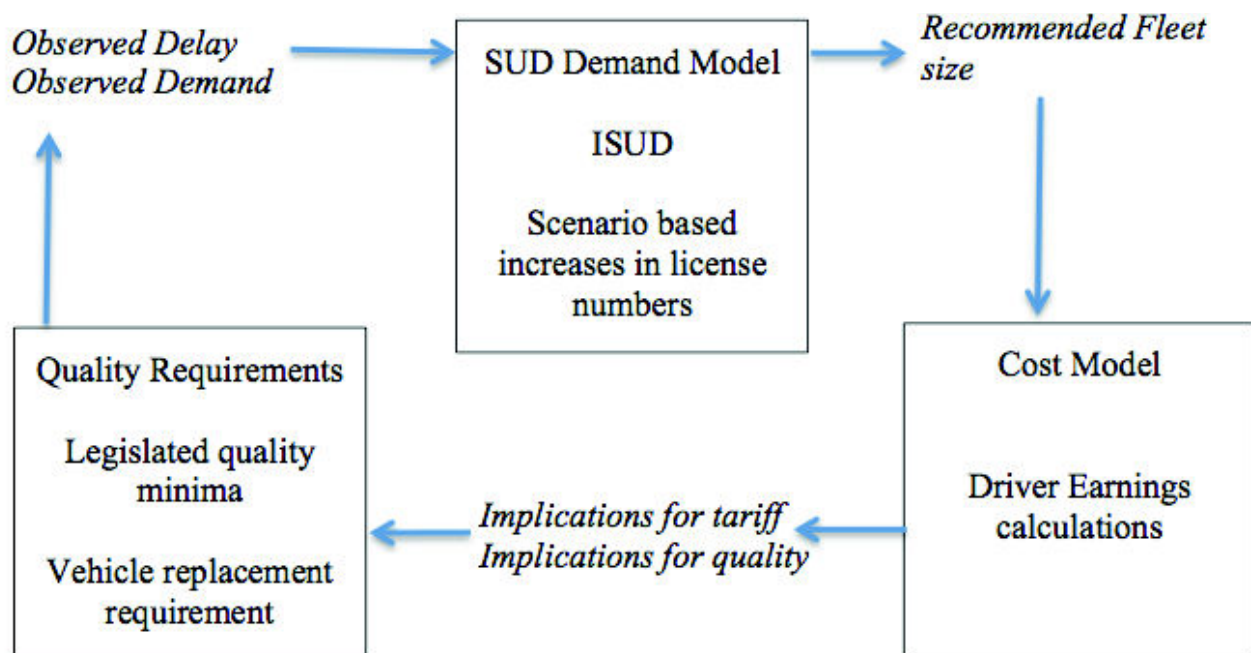 Observed Delay
Observed Demand
SUD Demand Model
ISUD
Scenario based
increases in license
numbers
Recommended Fleet
size
Cost Model
Driver Earnings
calculations
Implications for tariff
Implications for quality
Quality Requirements
Legislated quality
minima
Vehicle replacement
requirement